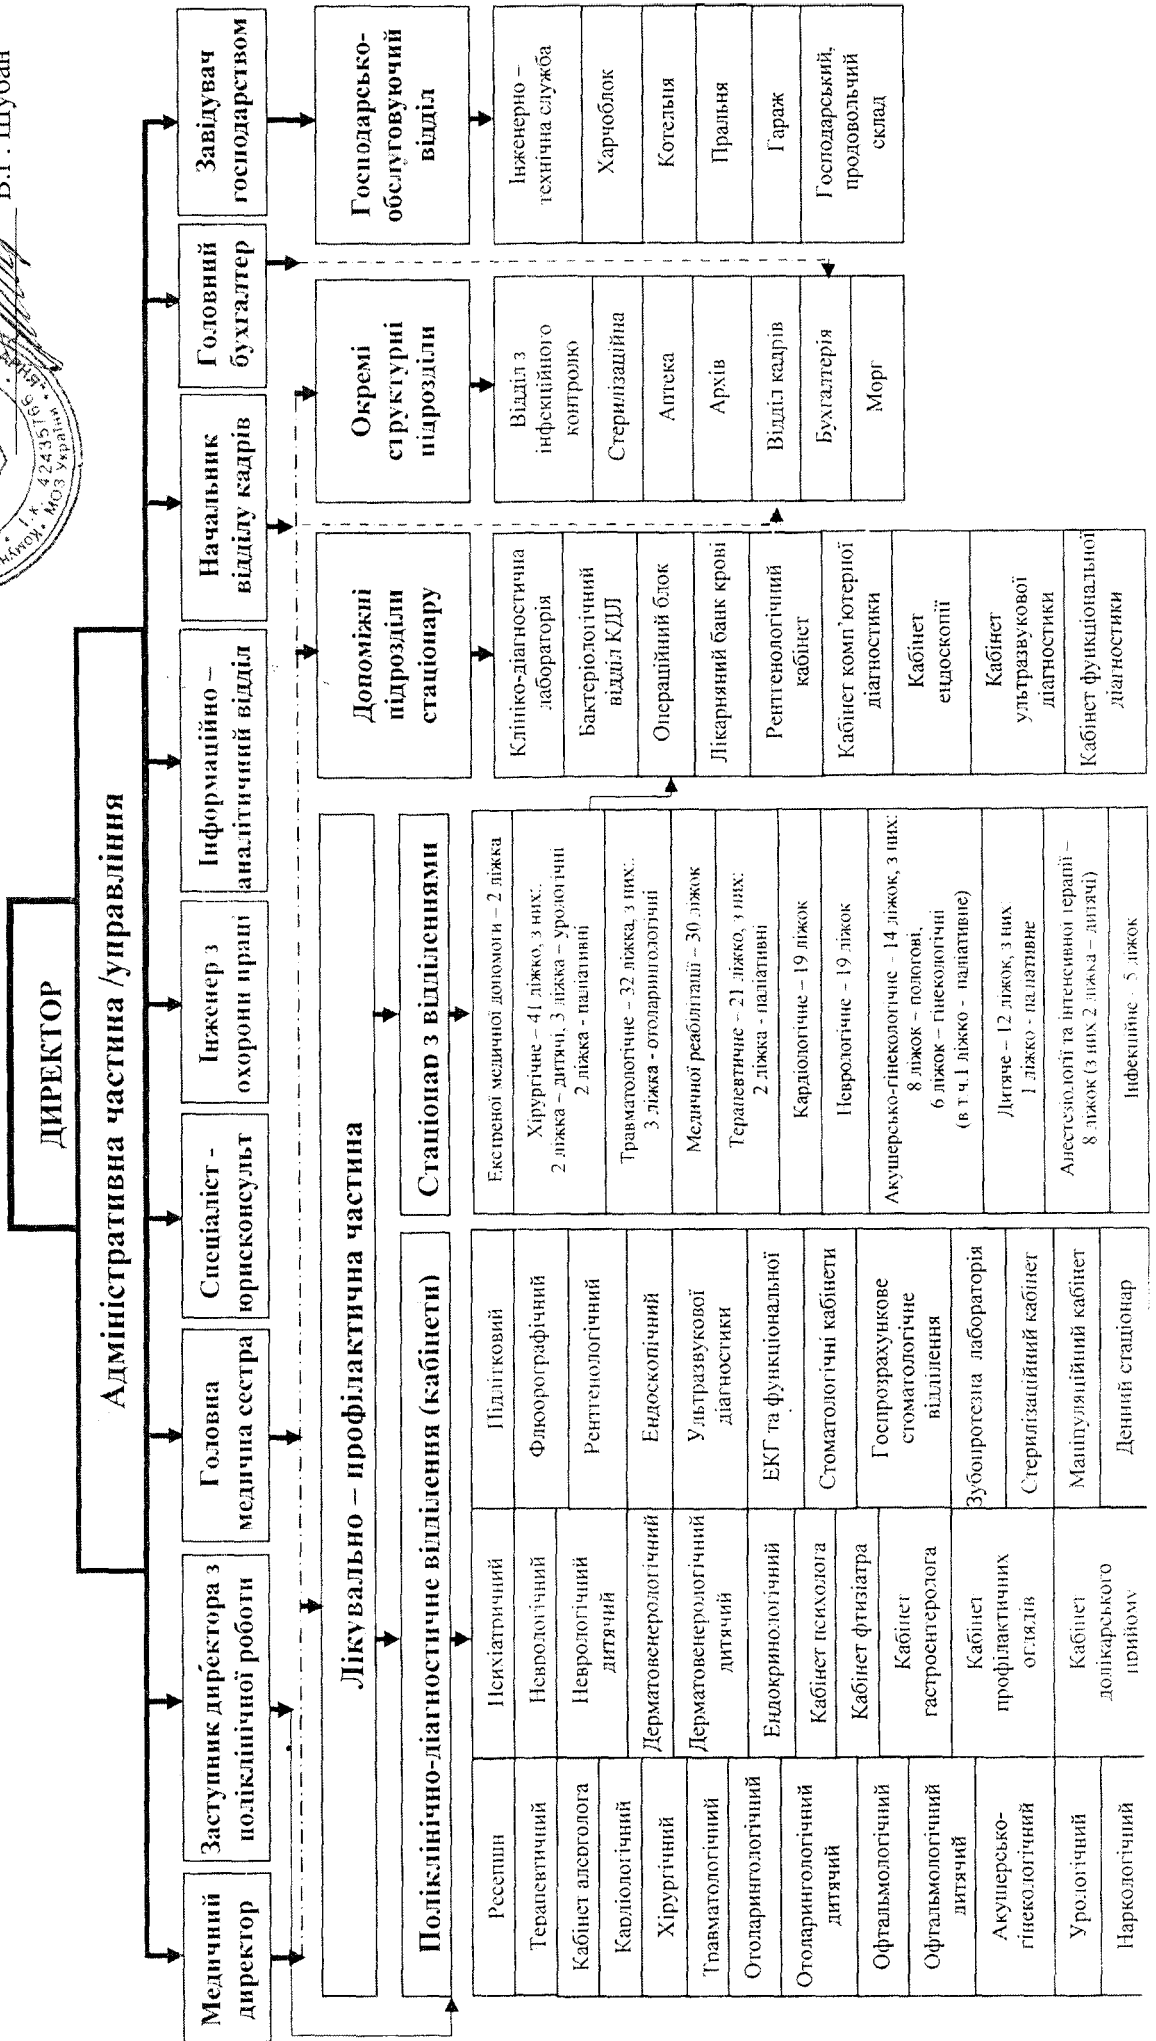 В.Г. Шубан
42435766
МОЗ України
ДИРЕКТОР
Адміністративна частина /управління
Медичний
директор
Заступник директора з
поліклінічної роботи
Головна
медична сестра
Спеціаліст -
юрисконсульт
Інженер з
охорони праці
Інформаційно –
аналітичний відділ
Начальник
відділу кадрів
Головний
бухгалтер
Завідувач
господарством
Лікувально – профілактична частина
Допоміжні
підрозділи
стаціонару
Окремі
структурні
підрозділи
Господарсько-
обслуговуючий
відділ
Поліклінічно-діагностичне відділення (кабінети)
Стаціонар з відділеннями
Рецепшн
Терапевтичний
Кабінет алерголога
Кардіологічний
Хірургічний
Травматологічний
Отоларингологічний
Отоларингологічний
дитячий
Офтальмологічний
Офтальмологічний
дитячий
Акушерсько-
гінекологічний
Урологічний
Наркологічний
Психіатричний
Неврологічний
Неврологічний
дитячий
Дерматовенерологічний
Дерматовенерологічний
дитячий
Ендокринологічний
Кабінет психолога
Кабінет фтизіатра
Кабінет
гастроентеролога
Кабінет
профілактичних
оглядів
Кабінет
долікарського
прийому
Підлітковий
Флюорографічний
Рентгенологічний
Ендоскопічний
Ультразвукової
діагностики
ЕКГ та функціональної
Стоматологічні кабінети
Госпрозрахункове
стоматологічне
відділення
Зубопротезна лабораторія
Стерилізаційний кабінет
Маніпуляційний кабінет
Денний стаціонар
Екстреної медичної допомоги – 2 ліжка
Хірургічне – 41 ліжко, з них:
2 ліжка – дитячі, 3 ліжка – урологічні
2 ліжка - паліативні
Травматологічне – 32 ліжка, з них:
3 ліжка - отоларингологічні
Медичної реабілітації – 30 ліжок
Терапевтичне – 21 ліжко, з них:
2 ліжка - паліативні
Кардіологічне – 19 ліжок
Неврологічне – 19 ліжок
Акушерсько-гінекологічне – 14 ліжок, з них:
8 ліжок – пологові,
6 ліжок – гінекологічні
(в т.ч.1 ліжко - паліативне)
Дитяче – 12 ліжок, з них
1 ліжко - паліативне
Анестезіології та інтенсивної терапії –
8 ліжок (з них 2 ліжка – дитячі)
Інфекційне - 5 ліжок
Клініко-діагностична
лабораторія
Бактеріологічний
відділ КДЛ
Операційний блок
Лікарняний банк крові
Рентгенологічний
кабінет
Кабінет комп'ютерної
діагностики
Кабінет
ендоскопії
Кабінет
ультразвукової
діагностики
Кабінет функціональної
діагностики
Відділ з
інфекційного
контролю
Стерилізаційна
Аптека
Архів
Відділ кадрів
Бухгалтерія
Морг
Інженерно –
технічна служба
Харчоблок
Котельня
Пральня
Гараж
Господарський,
продовольчий
склад